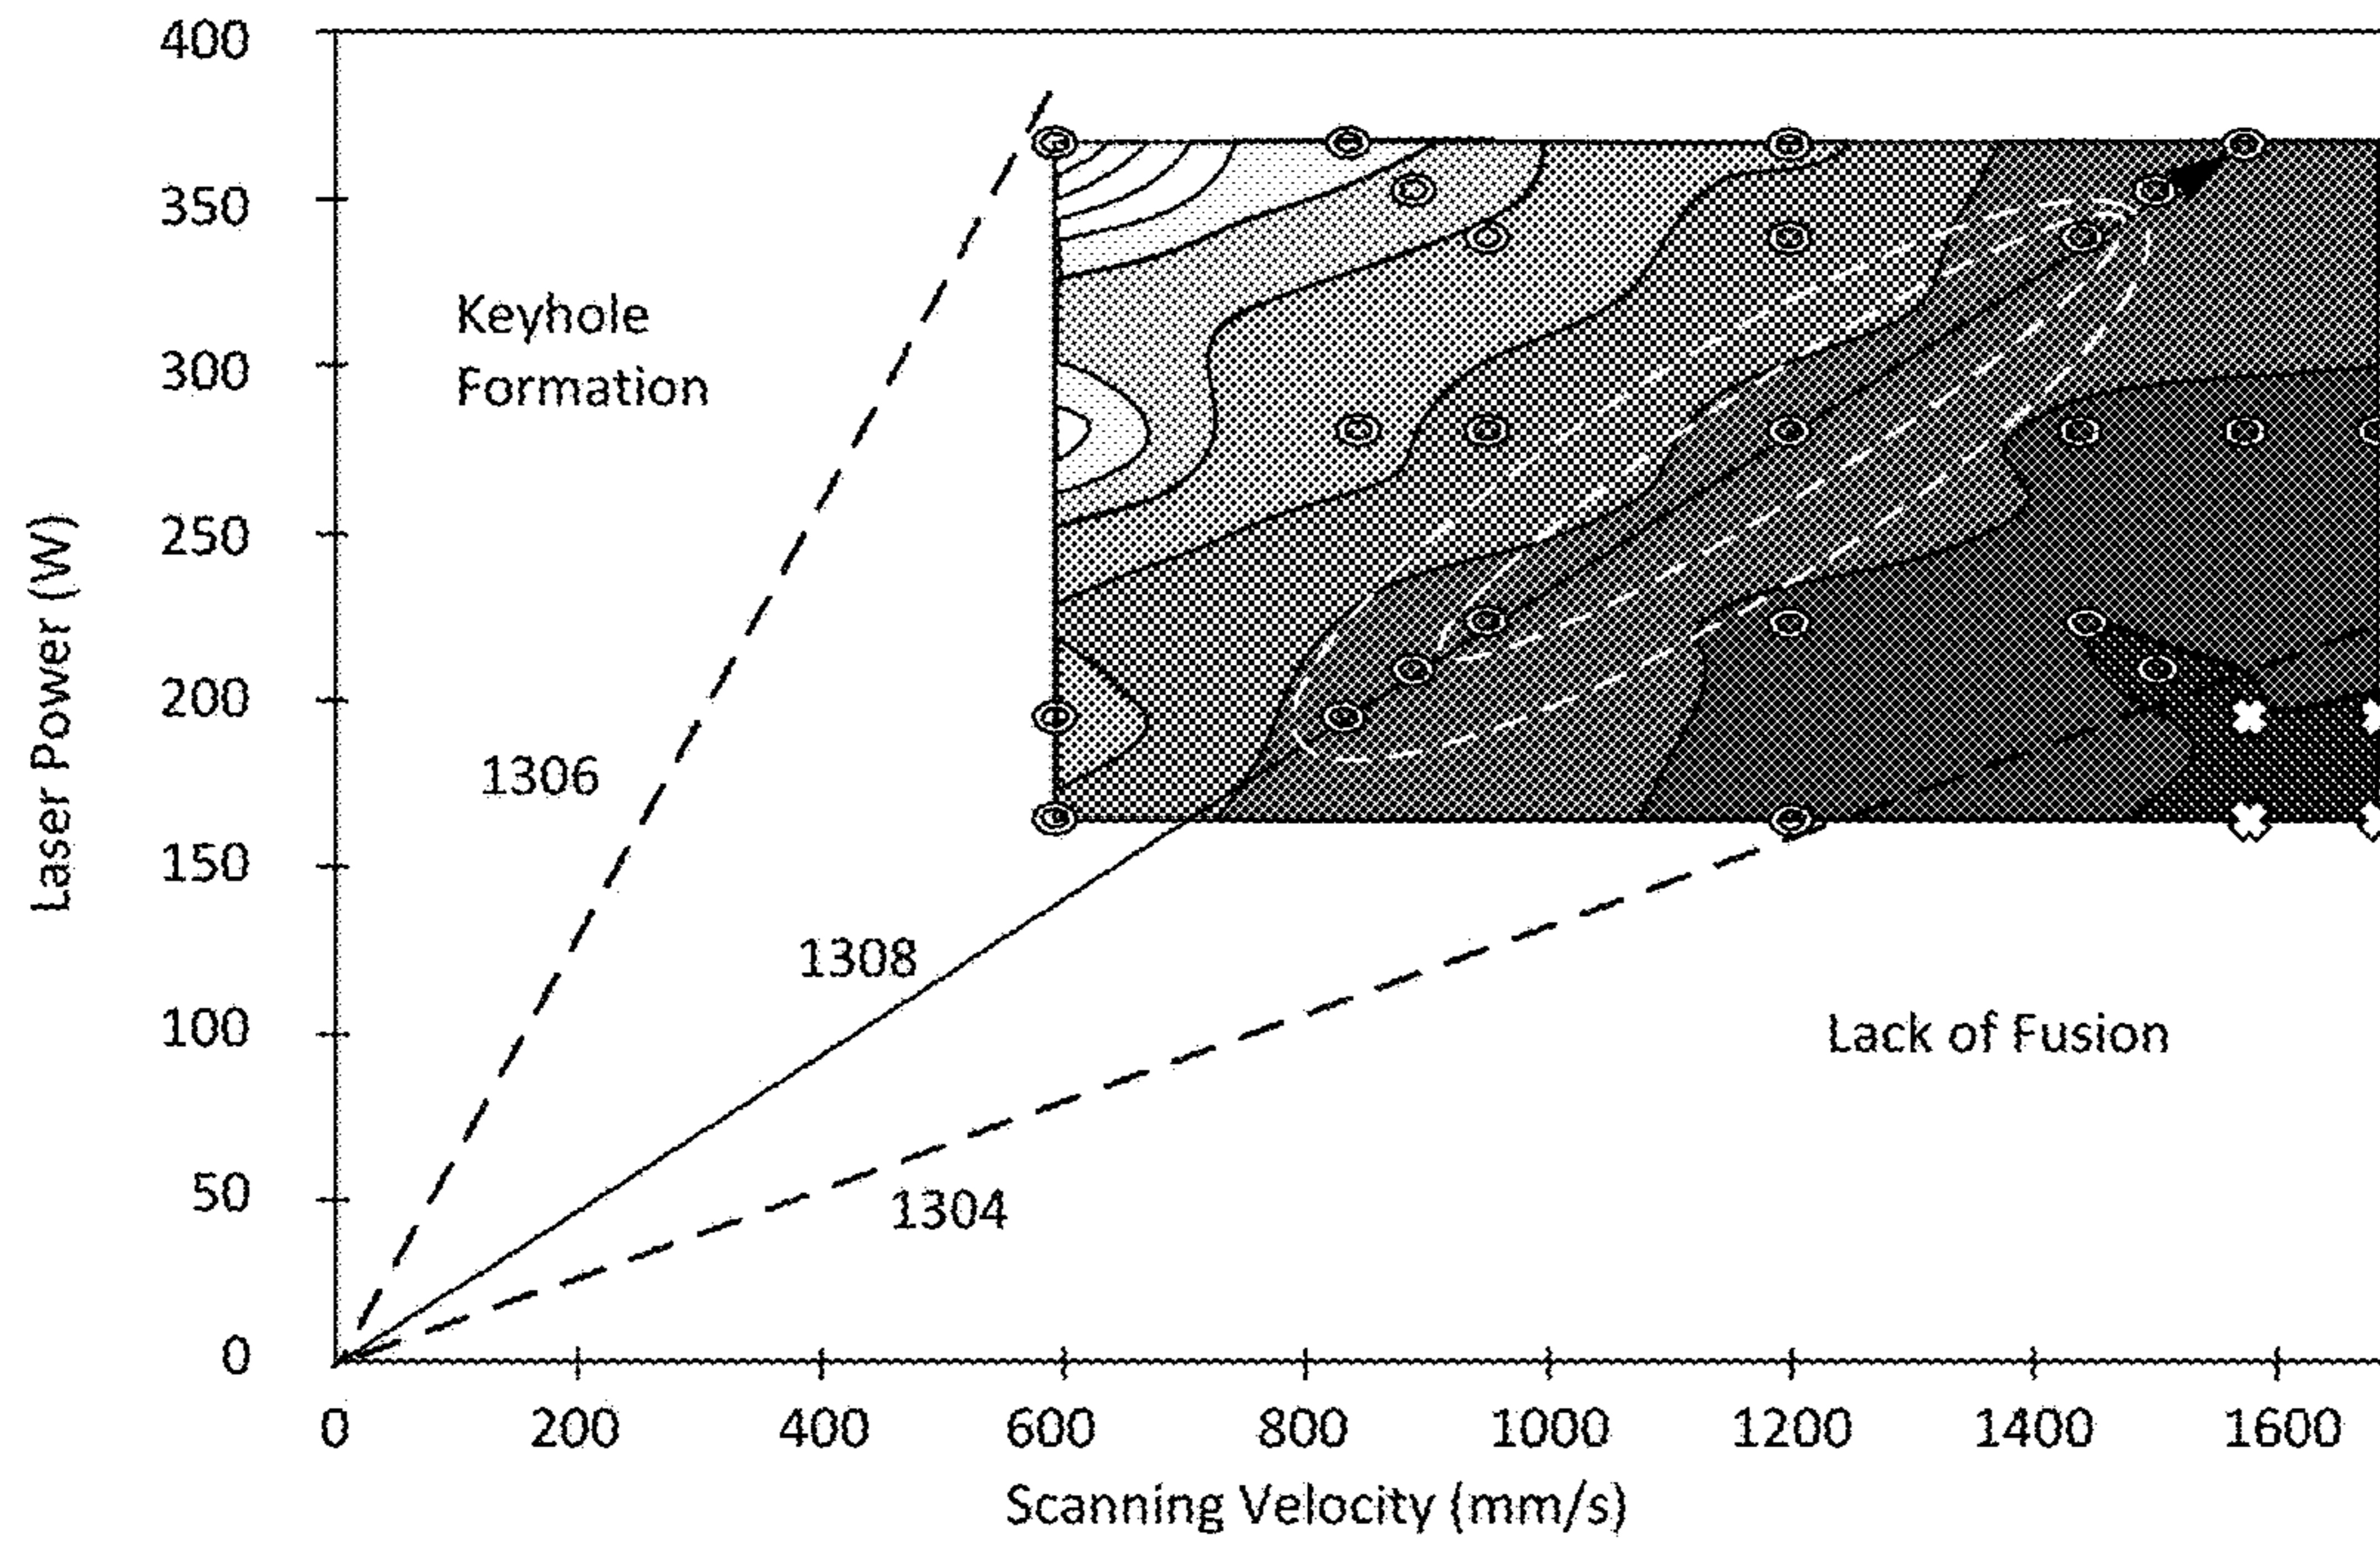 400
350
Keyhole
Formation
300
250
Laser Power (W)
200
1306
150
1308
100
Lack of Fusion
50
1304
0
0 200 400 600 800 1000 1200 1400 1600
Scanning Velocity (mm/s)